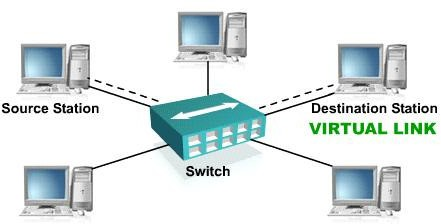 Source Station
Destination Station
VIRTUAL LINK
Switch